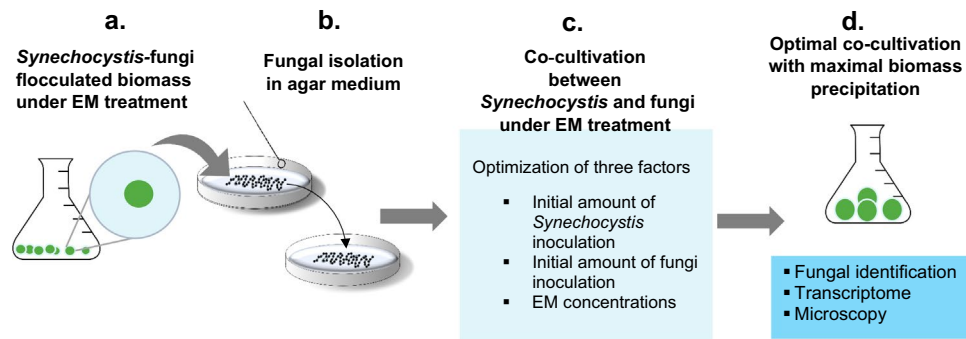 a.
Synechocystis-fungi
flocculated biomass
under EM treatment
b.
Fungal isolation
in agar medium
c.
Co-cultivation
between
Synechocystis and fungi
under EM treatment
Optimization of three factors
▪ Initial amount of
Synechocystis
inoculation
▪ Initial amount of fungi
inoculation
▪ EM concentrations
d.
Optimal co-cultivation
with maximal biomass
precipitation
▪ Fungal identification
▪ Transcriptome
▪ Microscopy